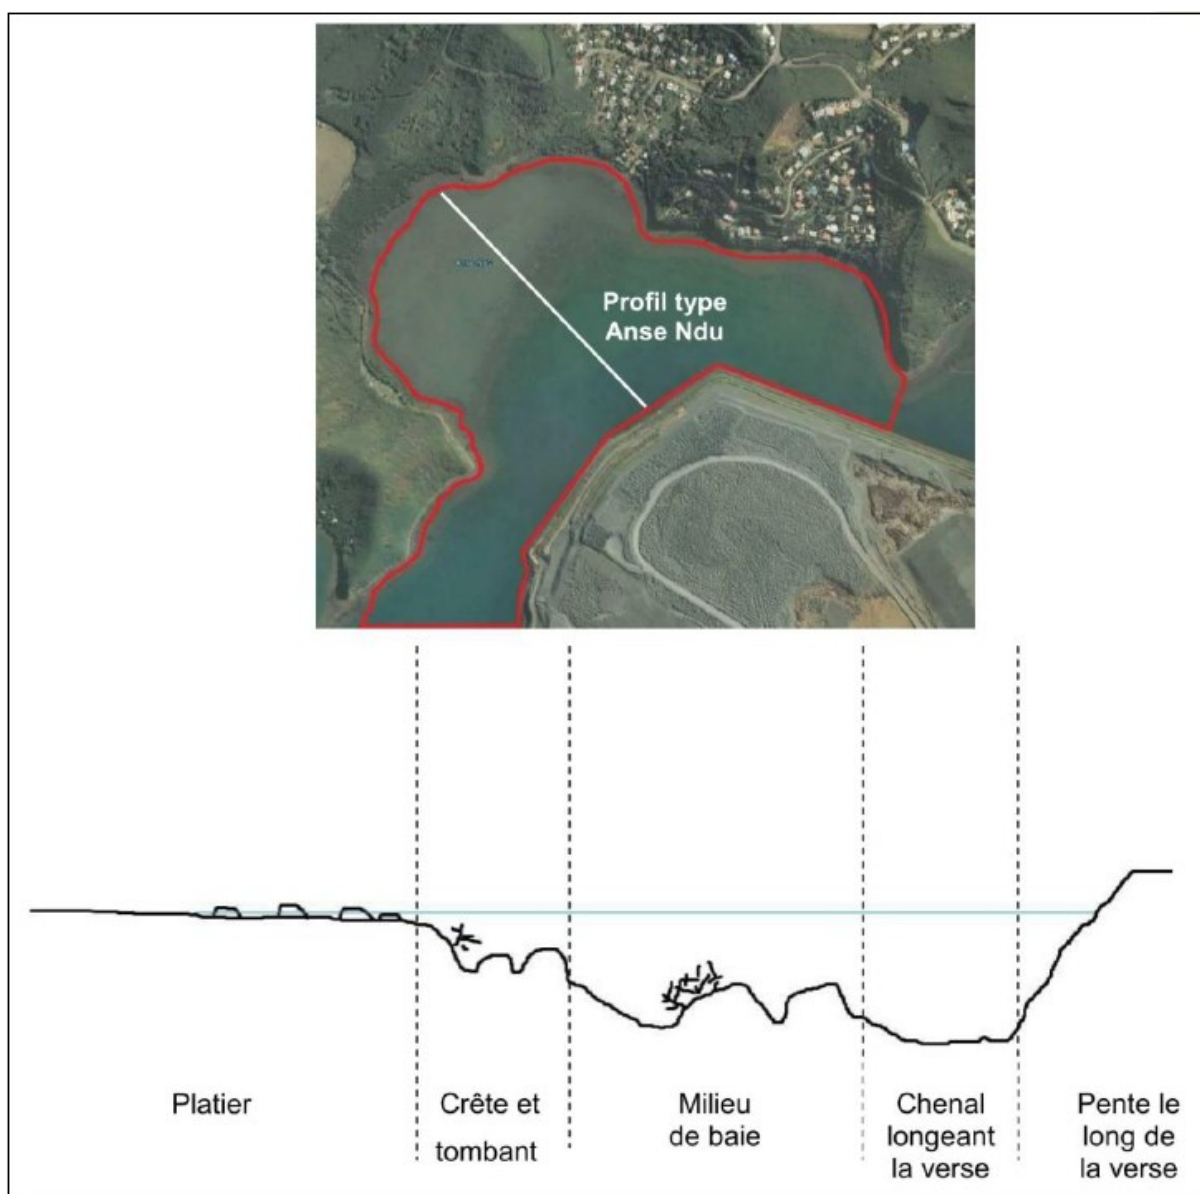 Profil type
Anse Ndu
Platier
Crête et
tombant
Milieu
de baie
Chenal
longeant
la verse
Pente le
long de
la verse